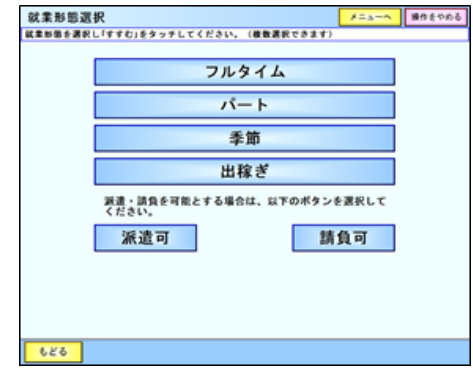 就業形態選択
メニューへ
操作をやめる
就業形態を選択し「すすむ」をタッチしてください。（複数選択できます）
フルタイム
パート
季節
出稼ぎ
派遣・請負を可能とする場合は、以下のボタンを選択して
ください。
派遣可
請負可
もどる